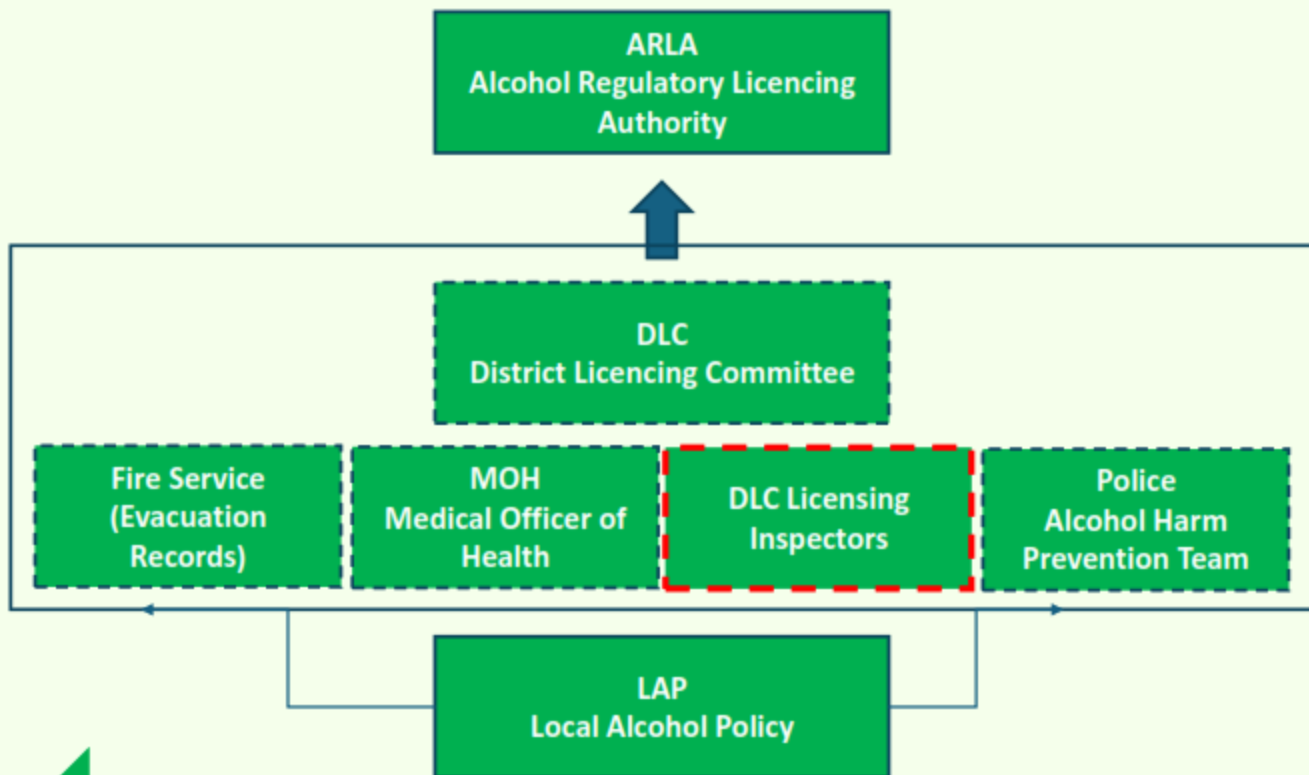 ARLA
Alcohol Regulatory Licencing
Authority
DLC
District Licencing Committee
Fire Service
(Evacuation
Records)
MOH
Medical Officer of
Health
DLC Licensing
Inspectors
Police
Alcohol Harm
Prevention Team
LAP
Local Alcohol Policy